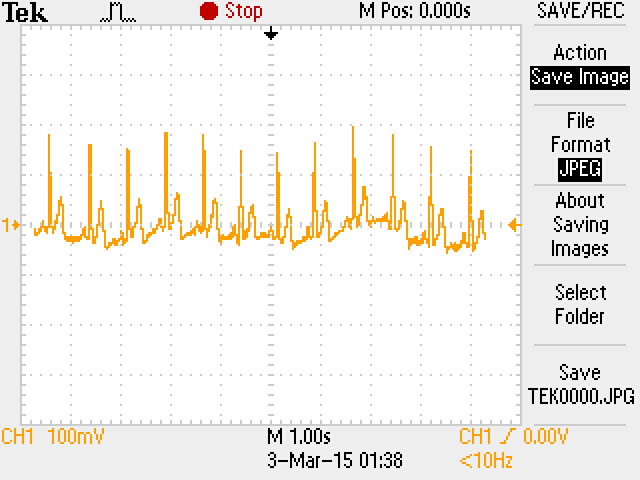 Tek Stop M Pos: 0.000s SAVE/REC
Action
Save Image
File
Format
JPEG
About
Saving
Images
Select
Folder
Save
TEK0000.JPG
1
CH1 100mV M 1.00s CH1 0.00V
3-Mar-15 01:38 <10Hz